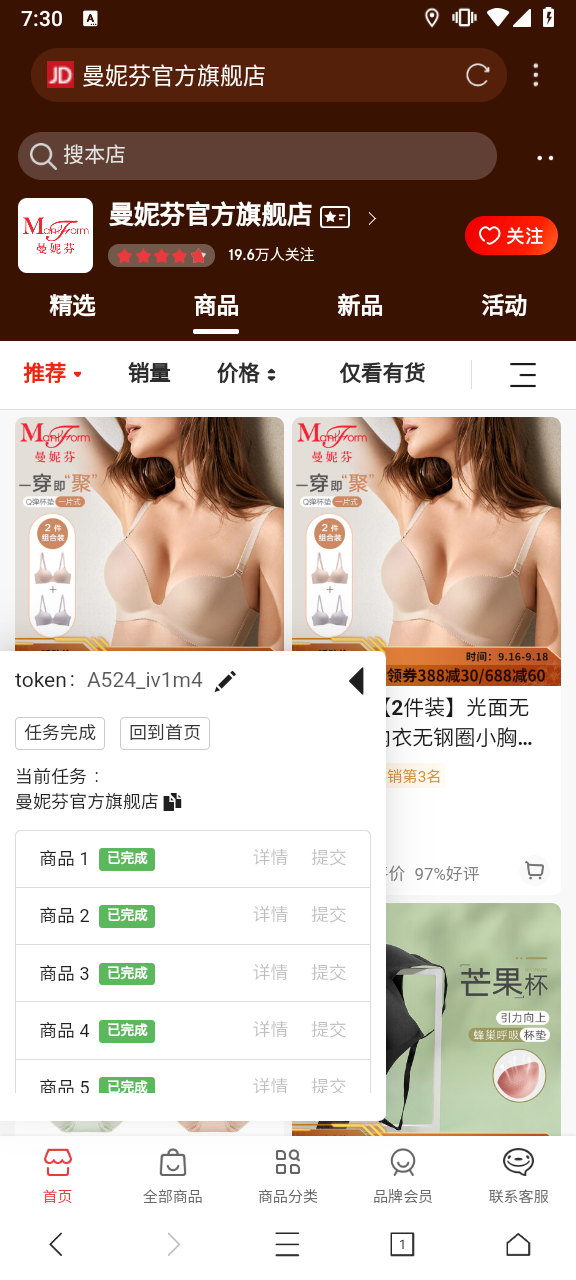 7:30
A
JD 曼妮芬官方旗舰店
搜本店
ManiForm
曼妮芬
曼妮芬官方旗舰店
19.6万人关注
关注
精选 商品 新品 活动
推荐 销量 价格 仅看有货
ManiForm
曼妮芬
一穿即“聚”
Q弹杯垫 一片式
2 件
组合装
+
ManiForm
曼妮芬
一穿即“聚”
Q弹杯垫 一片式
2 件
组合装
+
时间：9.16-9.18
领券388减30/688减60
【2件装】光面无
内衣无钢圈小胸...
销第3名
评价 97%好评
token： A524_iv1m4
任务完成 回到首页
当前任务：
曼妮芬官方旗舰店
商品 1 已完成 详情 提交
商品 2 已完成 详情 提交
商品 3 已完成 详情 提交
商品 4 已完成 详情 提交
商品 5 已完成 详情 提交
芒果杯
引力向上
蜂巢呼吸 杯垫
首页 全部商品 商品分类 品牌会员 联系客服
1